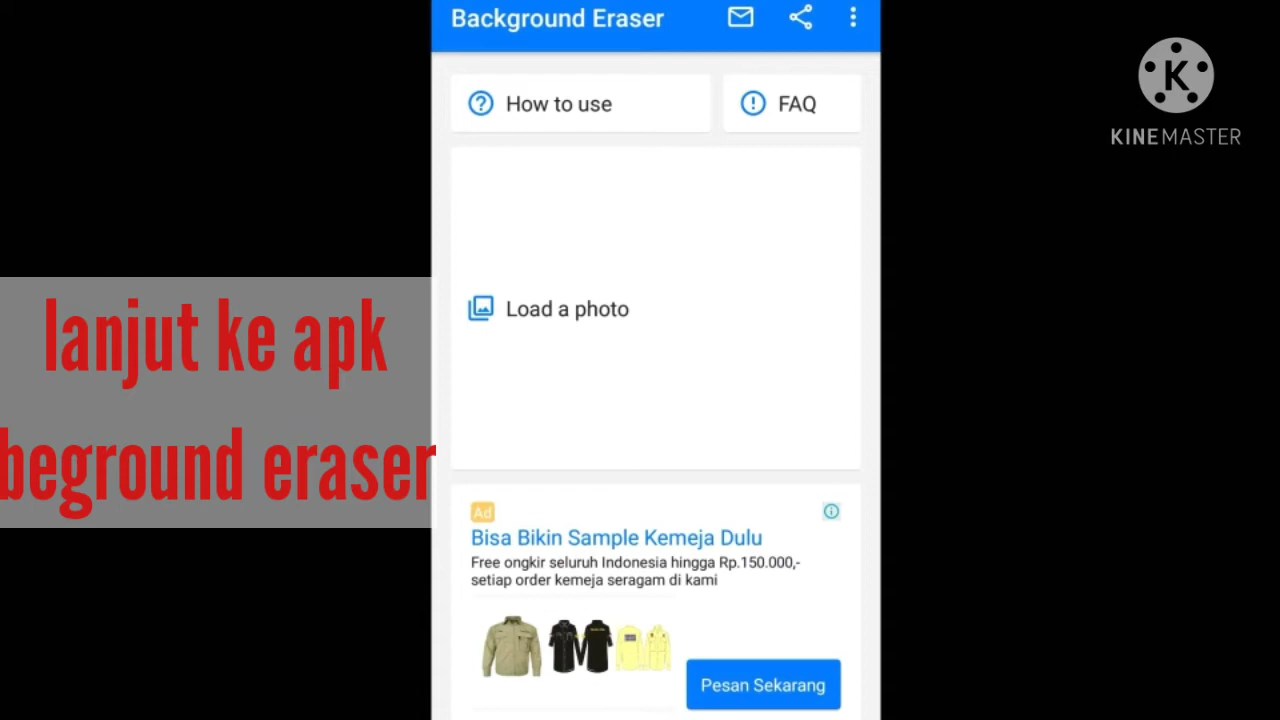 Background Eraser
KINEMASTER
How to use
FAQ
Load a photo
lanjut ke apk
beground eraser
Ad
Bisa Bikin Sample Kemeja Dulu
Free ongkir seluruh Indonesia hingga Rp.150.000,-
setiap order kemeja seragam di kami
Pesan Sekarang